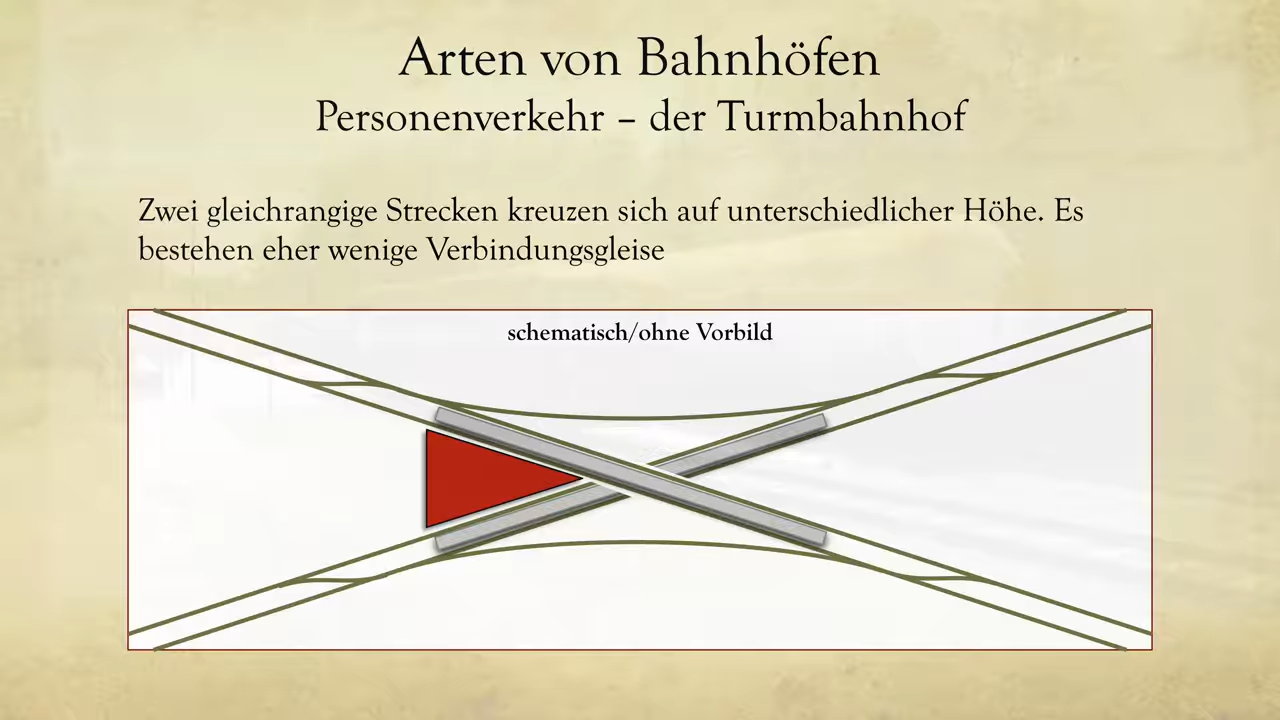 Arten von Bahnhöfen
Personenverkehr – der Turmbahnhof
Zwei gleichrangige Strecken kreuzen sich auf unterschiedlicher Höhe. Es
bestehen eher wenige Verbindungsgleise
schematisch/ohne Vorbild